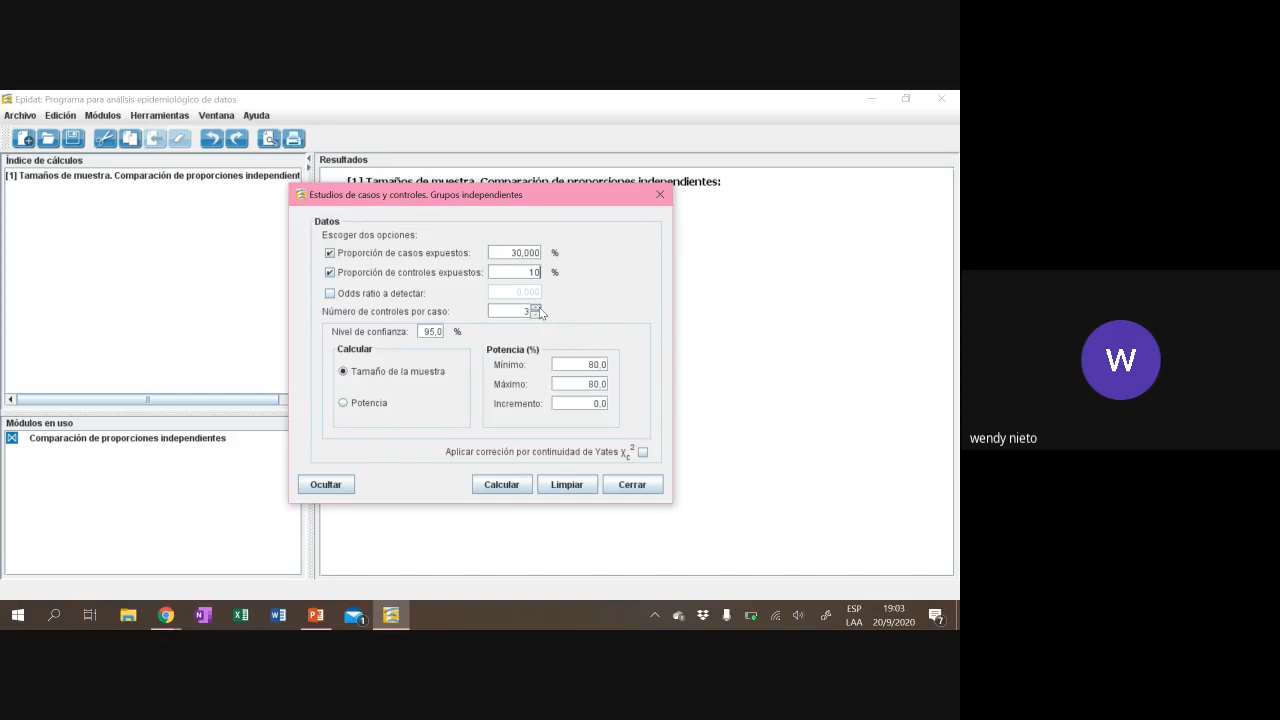 Epidat: Programa para análisis epidemiológico de datos
Archivo Edición Módulos Herramientas Ventana Ayuda
Índice de cálculos
[1] Tamaños de muestra. Comparación de proporciones independient
Resultados
[1] Tamaños de muestra. Comparación de proporciones independientes:
Estudios de casos y controles. Grupos independientes
Datos
Escoger dos opciones:
Proporción de casos expuestos: 30,000 %
Proporción de controles expuestos: 10 %
Odds ratio a detectar: 0.000
Número de controles por caso: 3
Nivel de confianza: 95,0 %
Calcular
Tamaño de la muestra
Potencia
Potencia (%)
Mínimo: 80,0
Máximo: 80,0
Incremento: 0,0
Aplicar correción por continuidad de Yates χc2
Ocultar Calcular Limpiar Cerrar
Módulos en uso
Comparación de proporciones independientes
W
wendy nieto
1
ESP
LAA
19:03
20/9/2020
7